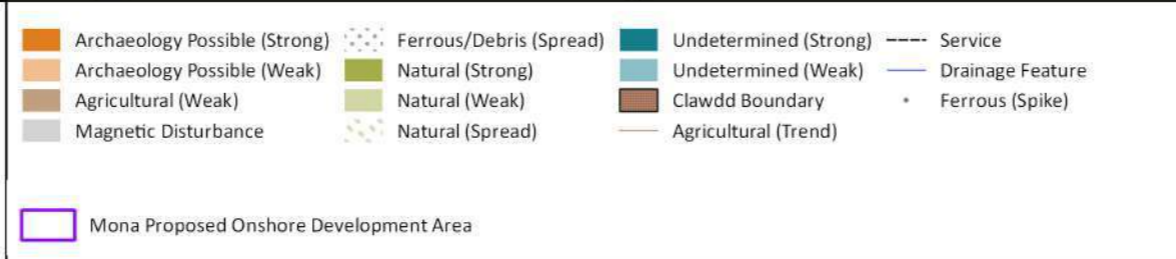 Archaeology Possible (Strong)
Archaeology Possible (Weak)
Agricultural (Weak)
Magnetic Disturbance
Ferrous/Debris (Spread)
Natural (Strong)
Natural (Weak)
Natural (Spread)
Undetermined (Strong)
Undetermined (Weak)
Clawdd Boundary
Agricultural (Trend)
Service
Drainage Feature
Ferrous (Spike)
Mona Proposed Onshore Development Area